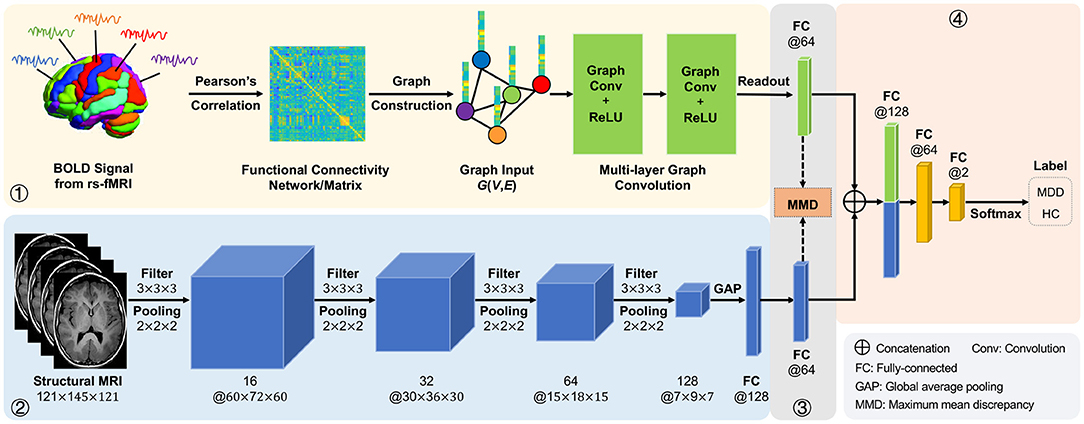 ①
BOLD Signal
from rs-fMRI
Pearson's
Correlation
Functional Connectivity
Network/Matrix
Graph
Construction
Graph Input
G(V,E)
Graph
Conv
+
ReLU
Graph
Conv
+
ReLU
Multi-layer Graph
Convolution
Readout
②
Structural MRI
121×145×121
Filter
3×3×3
Pooling
2×2×2
16
@60×72×60
Filter
3×3×3
Pooling
2×2×2
32
@30×36×30
Filter
3×3×3
Pooling
2×2×2
64
@15×18×15
Filter
3×3×3
Pooling
2×2×2
128
@7×9×7
GAP
FC
@128
③
FC
@64
MMD
FC
@64
④
FC
@128
FC
@64
FC
@2
Softmax
Label
MDD
HC
Concatenation
Conv: Convolution
FC: Fully-connected
GAP: Global average pooling
MMD: Maximum mean discrepancy